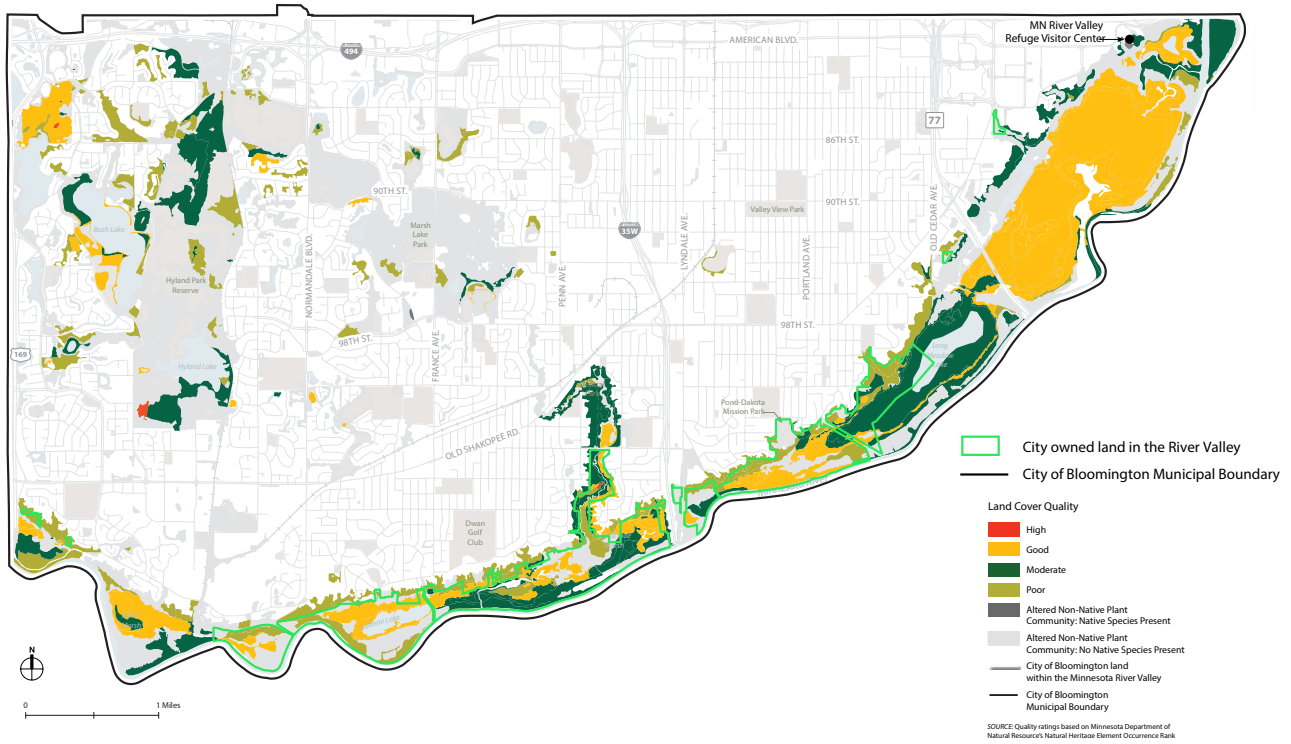 MN River Valley
Refuge Visitor Center
AMERICAN BLVD.
494
77
86TH ST.
90TH ST.
90TH ST.
Valley View Park
OLD CEDAR AVE
Bush Lake
Marsh
Lake
Park
35W
LYNDALE AVE.
PORTLAND AVE.
NORMANDALE BLVD.
PENN AVE.
Hyland Park
Reserve
98TH ST.
98TH ST.
FRANCE AVE.
169
Hyland Lake
Long
Pond-Dakota
Mission Park
OLD SHAKOPEE RD.
Dwan
Golf
Club
Lake
N
0
1 Miles
City owned land in the River Valley
City of Bloomington Municipal Boundary
Land Cover Quality
High
Good
Moderate
Poor
Altered Non-Native Plant
Community: Native Species Present
Altered Non-Native Plant
Community: No Native Species Present
City of Bloomington land
within the Minnesota River Valley
City of Bloomington
Municipal Boundary
SOURCE: Quality ratings based on Minnesota Department of
Natural Resource's Natural Heritage Element Occurrence Rank